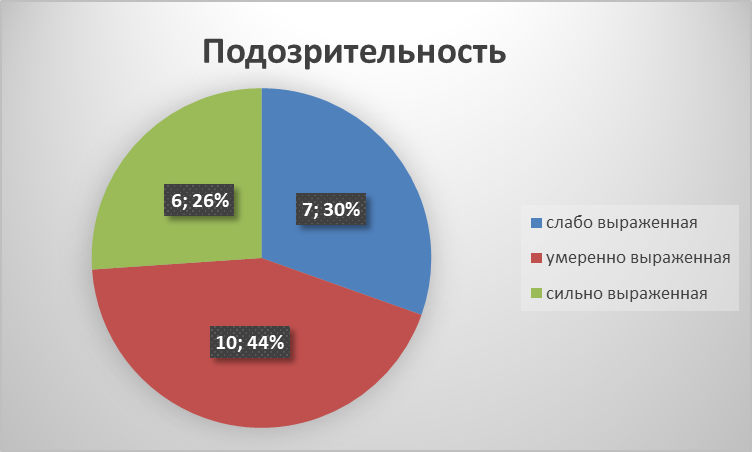 Подозрительность
6; 26%
7; 30%
10; 44%
слабо выраженная
умеренно выраженная
сильно выраженная